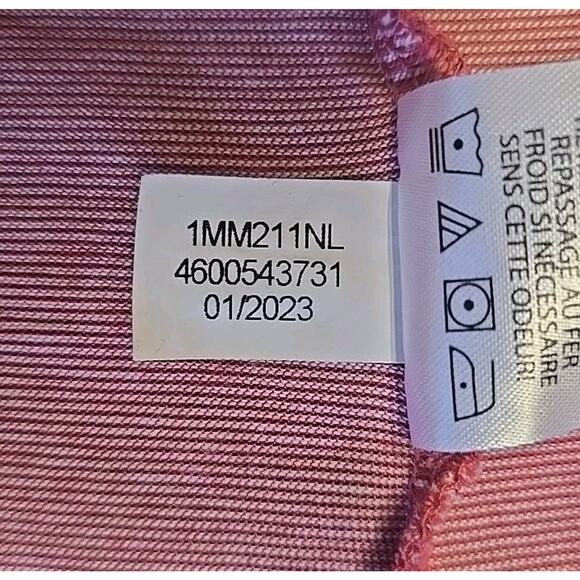 1MM211NL
4600543731
01/2023
REPASSAGE AU FER
FROID SI NÉCESSAIRE
SENS CETTE ODEUR!